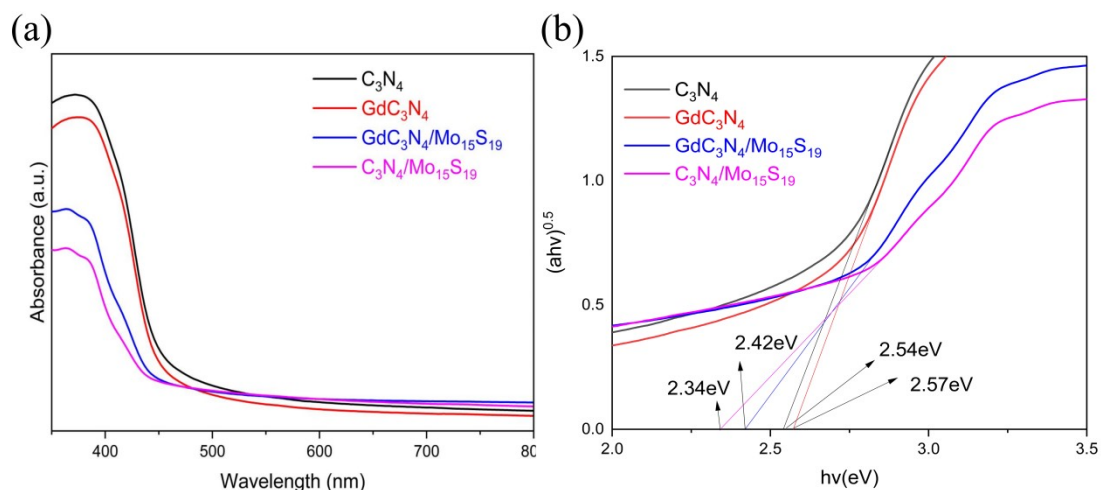 (a)
C₃N₄
GdC₃N₄
GdC₃N₄/Mo₁₅S₁₉
C₃N₄/Mo₁₅S₁₉
Absorbance (a.u.)
400
500
600
700
80
Wavelength (nm)
(b)
1.5
1.0
0.5
0.0
(ahv)⁰·⁵
C₃N₄
GdC₃N₄
GdC₃N₄/Mo₁₅S₁₉
C₃N₄/Mo₁₅S₁₉
2.42eV
2.54eV
2.34eV
2.57eV
2.0
2.5
3.0
3.5
hv(eV)